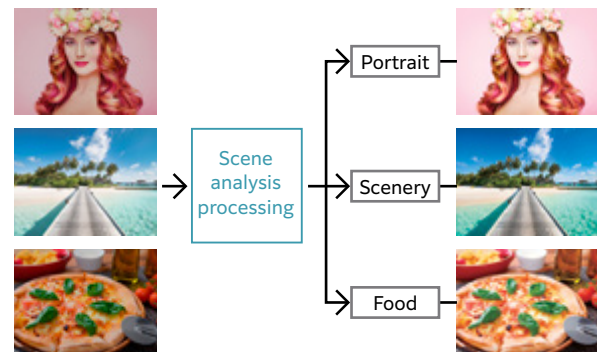 Scene
analysis
processing
Portrait
Scenery
Food